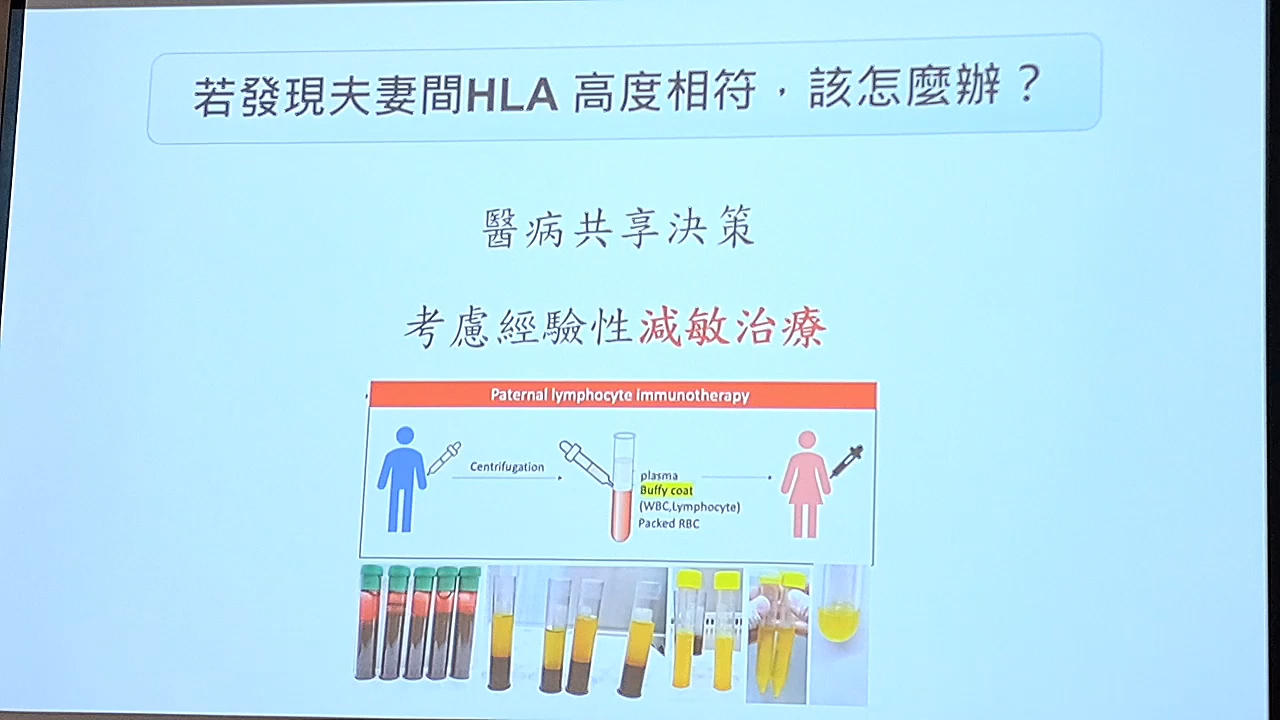 若發現夫妻間HLA 高度相符，該怎麼辦？
醫病共享決策
考慮經驗性減敏治療
Paternal lymphocyte immunotherapy
Centrifugation
plasma
Buffy coat
(WBC,Lymphocyte)
Packed RBC